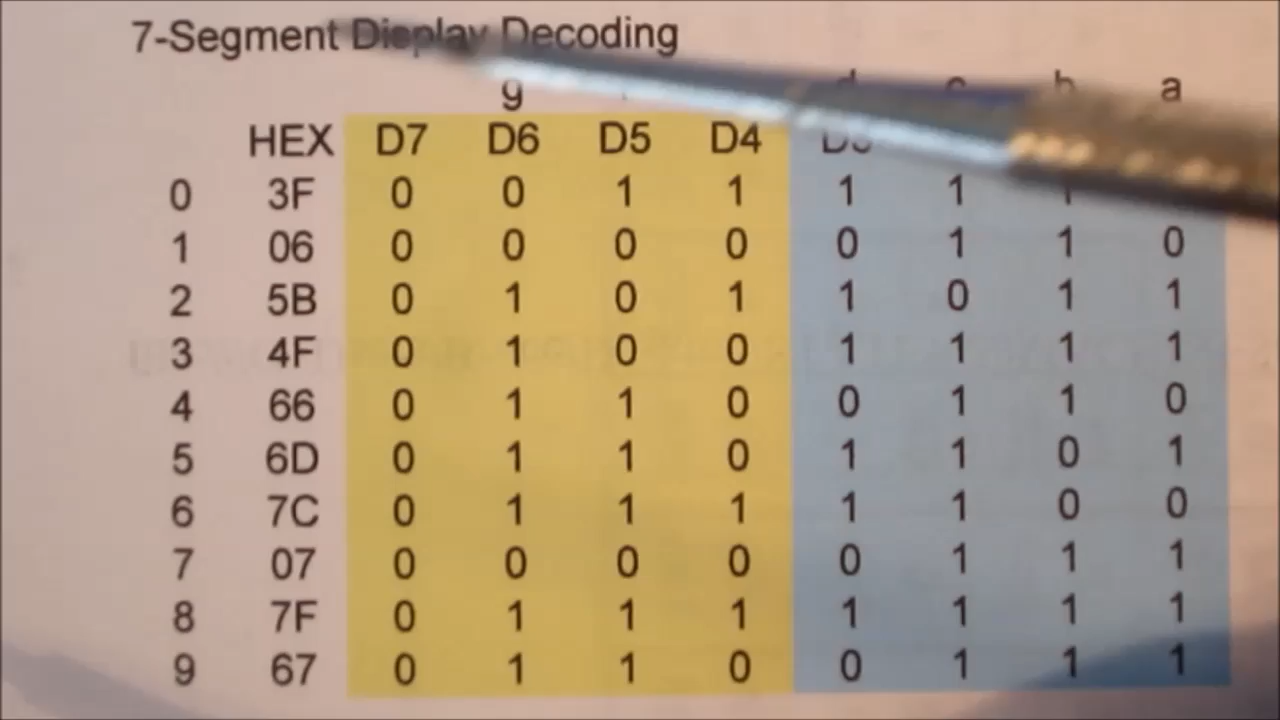 7-Segment Display Decoding
g d c b a
HEX D7 D6 D5 D4 D3
0 3F 0 0 1 1 1 1 1
1 06 0 0 0 0 0 1 1 0
2 5B 0 1 0 1 1 0 1 1
3 4F 0 1 0 0 1 1 1 1
4 66 0 1 1 0 0 1 1 0
5 6D 0 1 1 0 1 1 0 1
6 7C 0 1 1 1 1 1 0 0
7 07 0 0 0 0 0 1 1 1
8 7F 0 1 1 1 1 1 1 1
9 67 0 1 1 0 0 1 1 1